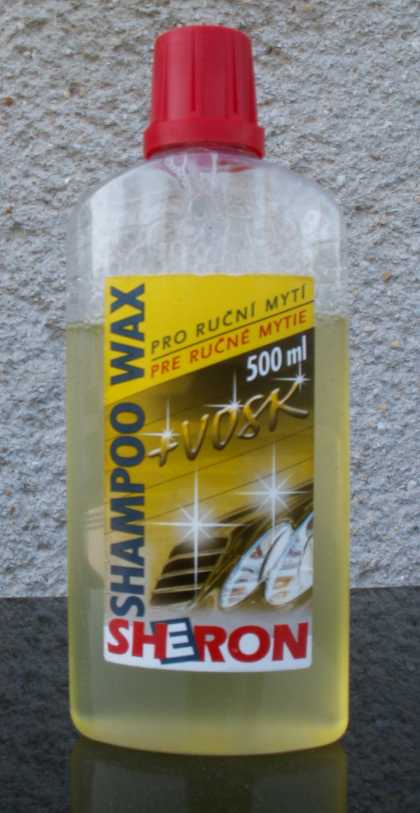 SHAMPOO WAX
PRO RUČNÍ MYTÍ
PRE RUČNÉ MYTIE
500 ml
+VOSK
SHERON